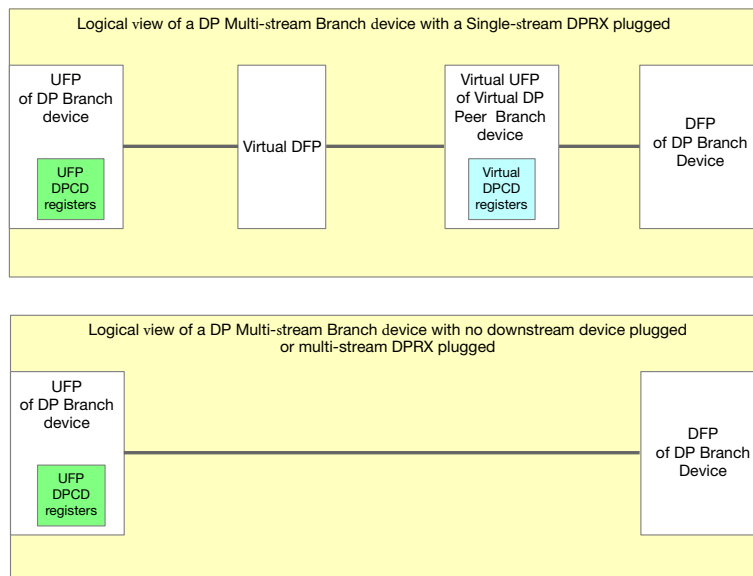 Logical view of a DP Multi-stream Branch device with a Single-stream DPRX plugged
UFP
of DP Branch
device
UFP
DPCD
registers
Virtual DFP
Virtual UFP
of Virtual DP
Peer Branch
device
Virtual
DPCD
registers
DFP
of DP Branch
Device
Logical view of a DP Multi-stream Branch device with no downstream device plugged
or multi-stream DPRX plugged
UFP
of DP Branch
device
UFP
DPCD
registers
DFP
of DP Branch
Device